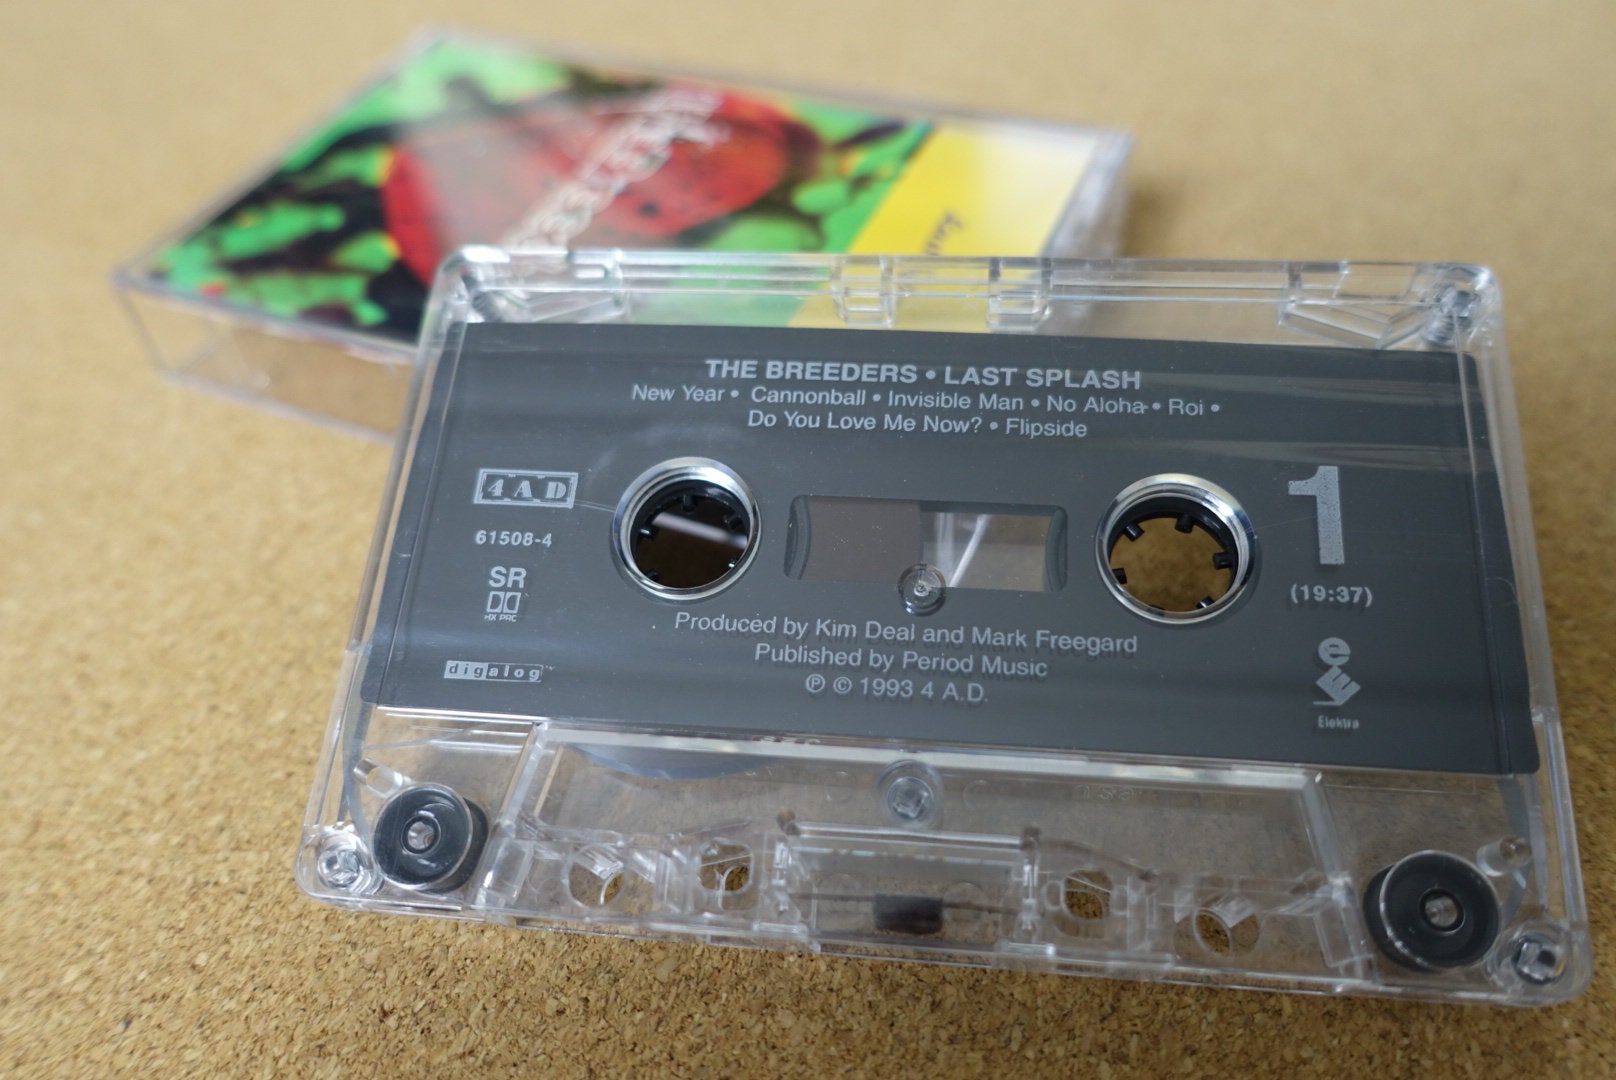 THE BREEDERS • LAST SPLASH
New Year • Cannonball • Invisible Man • No Aloha • Roi •
Do You Love Me Now? • Flipside
4AD
61508-4
SR
HX PRO
digalog
1
(19:37)
Produced by Kim Deal and Mark Freegard
Published by Period Music
℗ © 1993 4 A.D.
Elektra